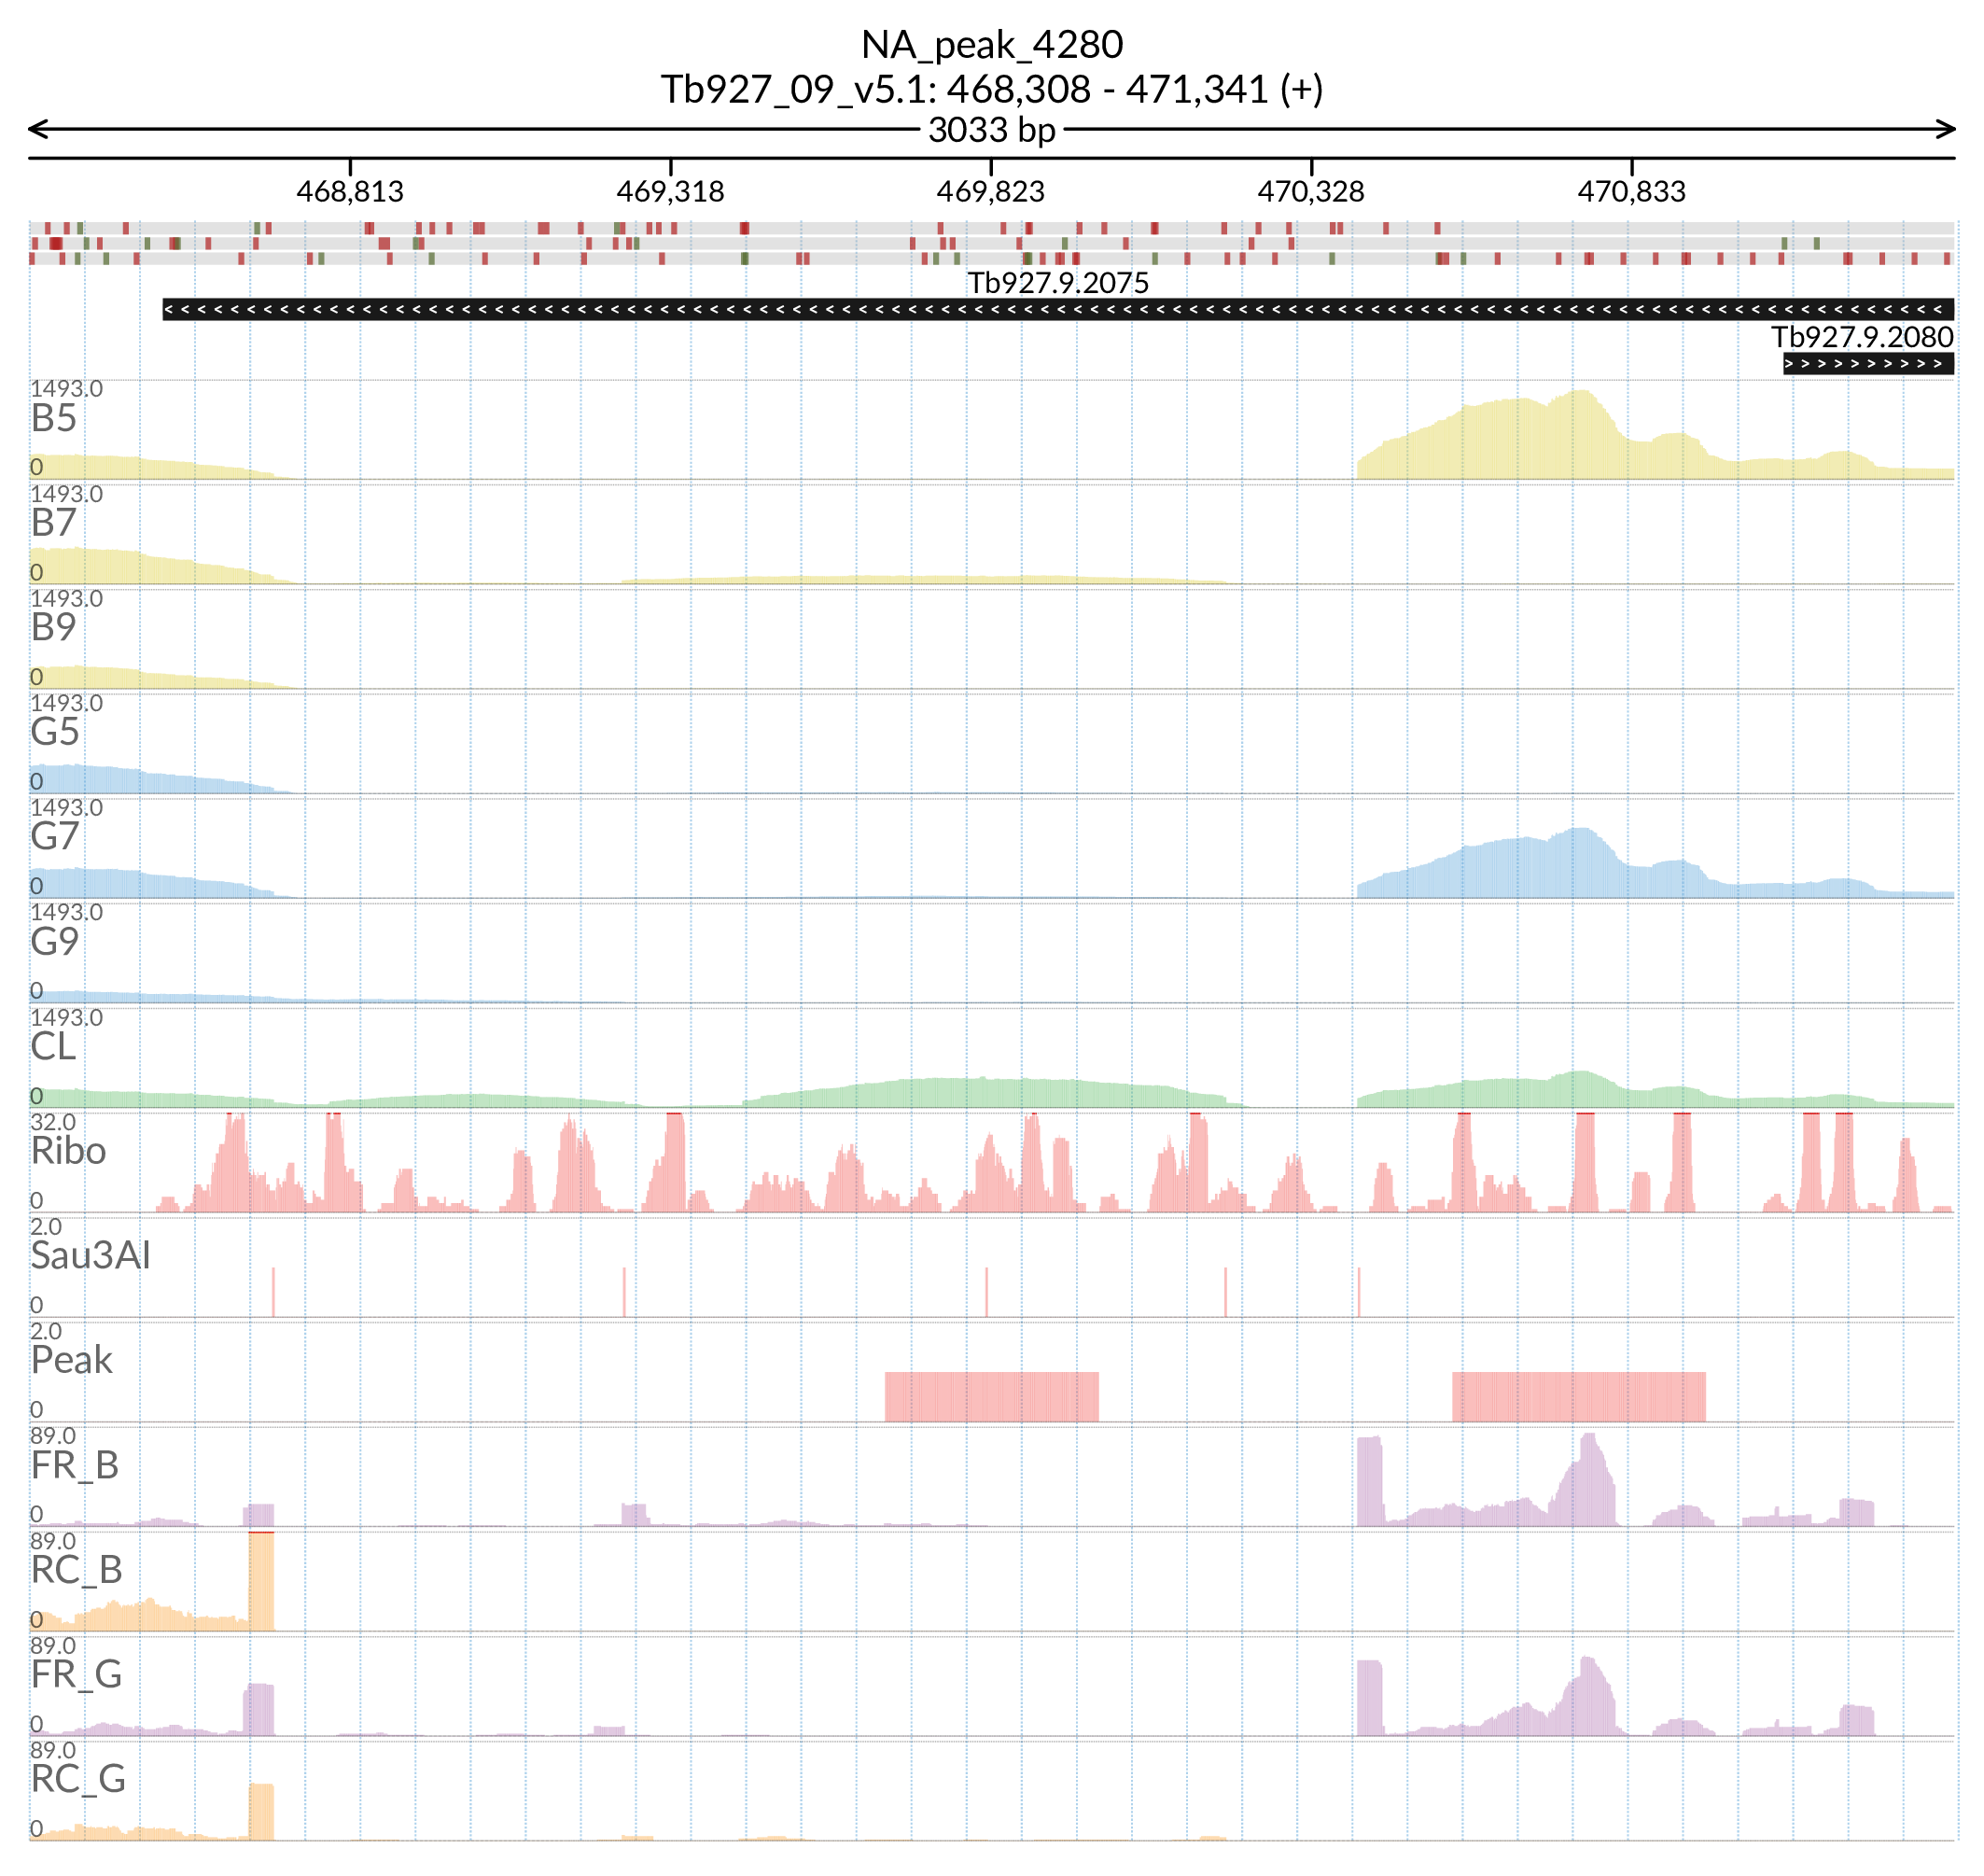 NA_peak_4280
Tb927_09_v5.1: 468,308 - 471,341 (+)
3033 bp
468,813 469,318 469,823 470,328 470,833
Tb927.9.2075
Tb927.9.2080
1493.0
B5
0
1493.0
B7
0
1493.0
B9
0
1493.0
G5
0
1493.0
G7
0
1493.0
G9
0
1493.0
CL
0
32.0
Ribo
0
2.0
Sau3AI
0
2.0
Peak
0
89.0
FR_B
0
89.0
RC_B
0
89.0
FR_G
0
89.0
RC_G
0